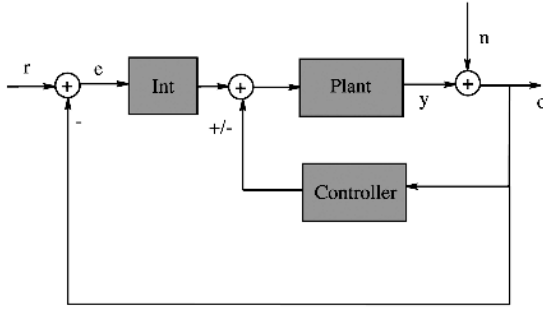 n
r
e
+
Int
+
Plant
+
y
o
-
+/-
Controller
-